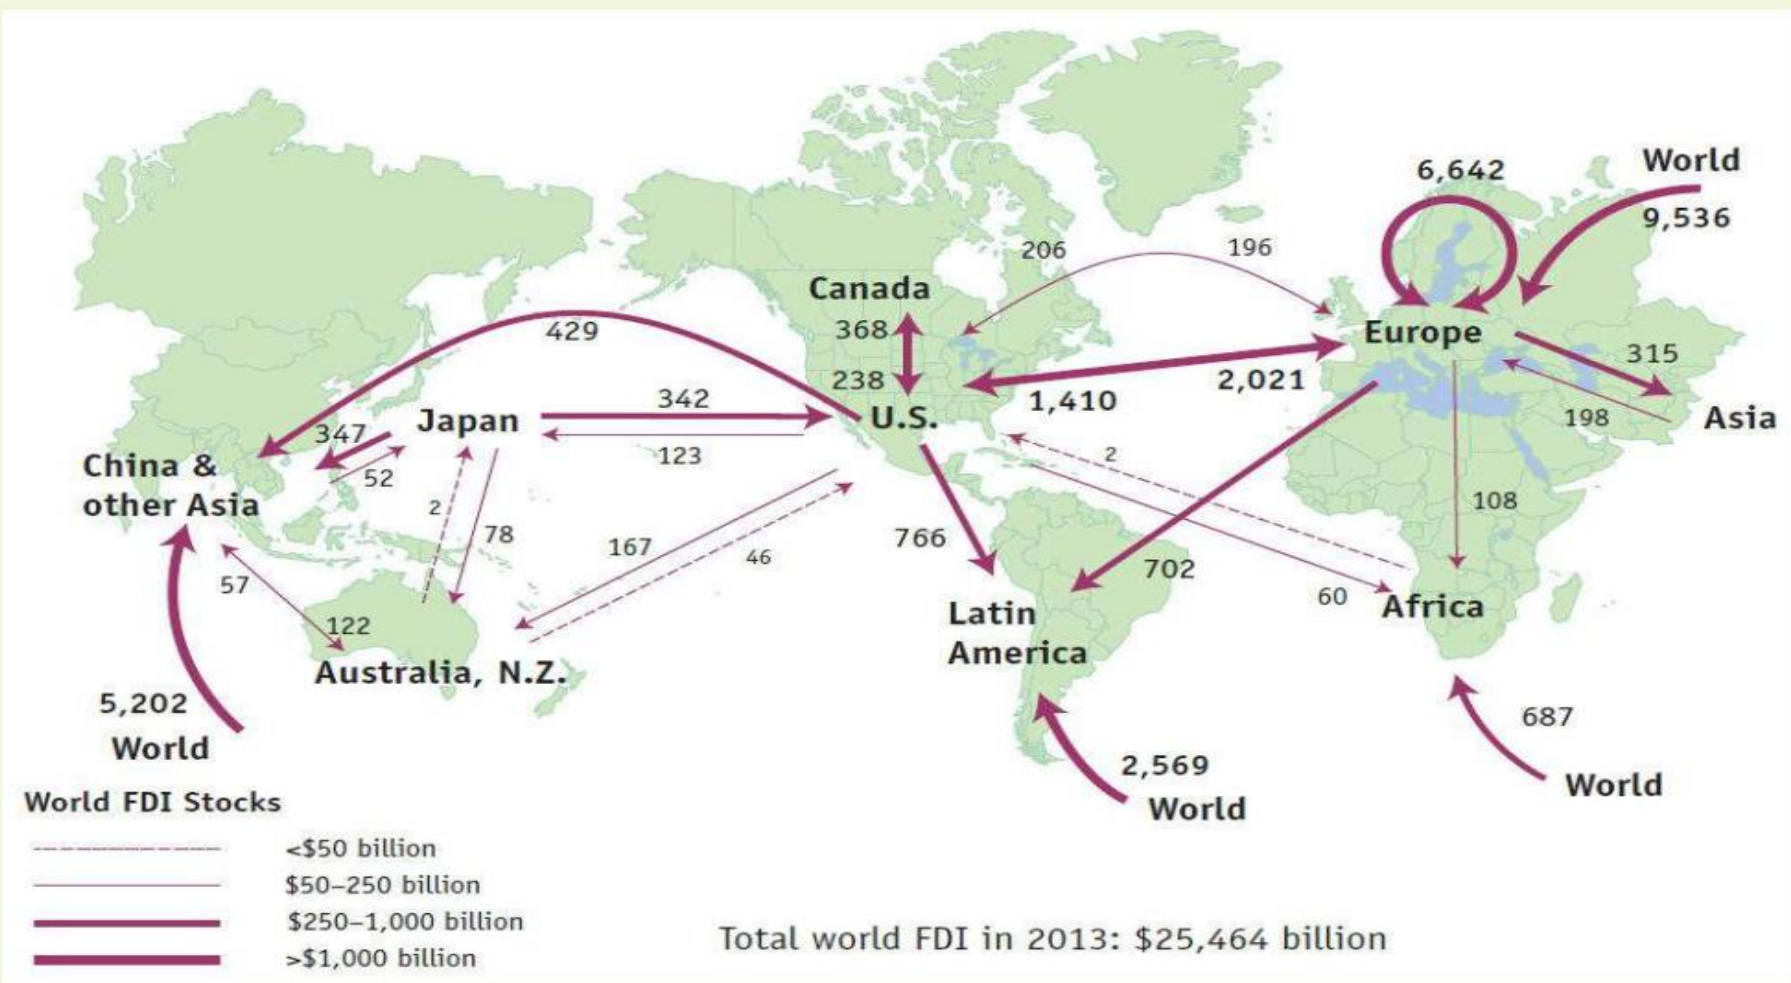 6,642
World
9,536
206
196
Canada
368
429
Europe
315
238
2,021
1,410
342
Japan
U.S.
198
Asia
347
123
2
China &
other Asia
52
2
78
108
167
46
766
702
57
60
Africa
Latin
America
122
Australia, N.Z.
5,202
World
687
2,569
World
World
World FDI Stocks
<$50 billion
$50–250 billion
$250–1,000 billion
>$1,000 billion
Total world FDI in 2013: $25,464 billion